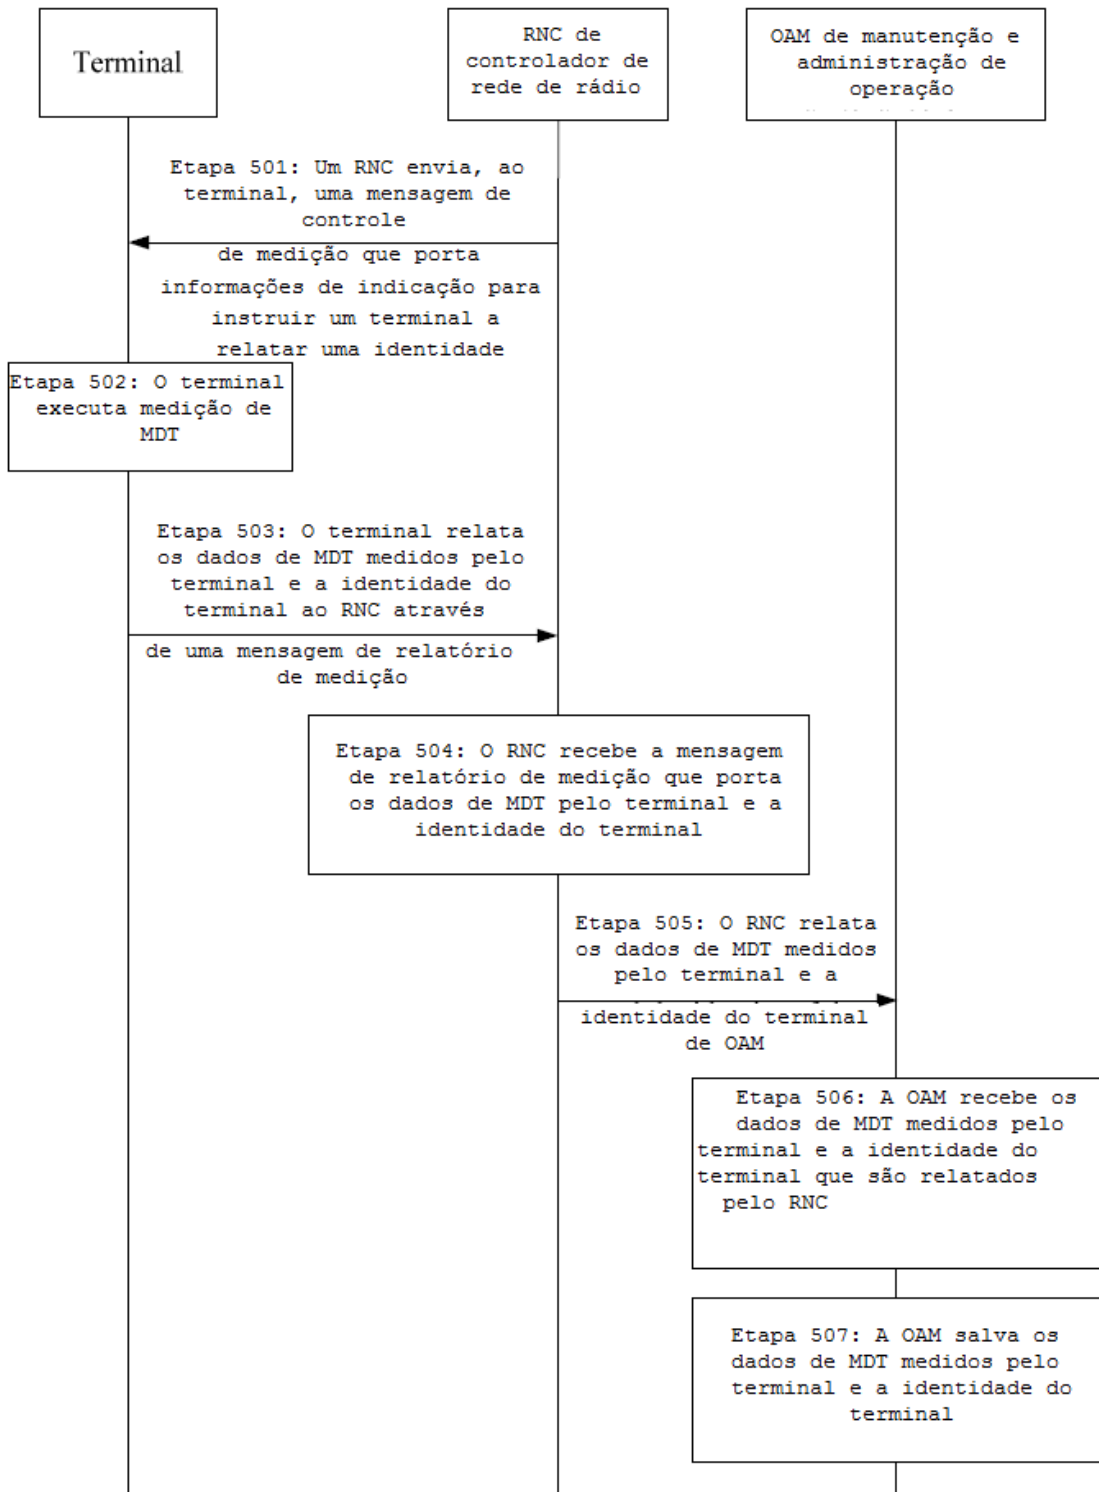 Terminal
RNC de
controlador de
rede de rádio
OAM de manutenção e
administração de
operação
Etapa 501: Um RNC envia, ao
terminal, uma mensagem de
controle
de medição que porta
informações de indicação para
instruir um terminal a
relatar uma identidade
Etapa 502: O terminal
executa medição de
MDT
Etapa 503: O terminal relata
os dados de MDT medidos pelo
terminal e a identidade do
terminal ao RNC através
de uma mensagem de relatório
de medição
Etapa 504: O RNC recebe a mensagem
de relatório de medição que porta
os dados de MDT pelo terminal e a
identidade do terminal
Etapa 505: O RNC relata
os dados de MDT medidos
pelo terminal e a
identidade do terminal
de OAM
Etapa 506: A OAM recebe os
dados de MDT medidos pelo
terminal e a identidade do
terminal que são relatados
pelo RNC
Etapa 507: A OAM salva os
dados de MDT medidos pelo
terminal e a identidade do
terminal